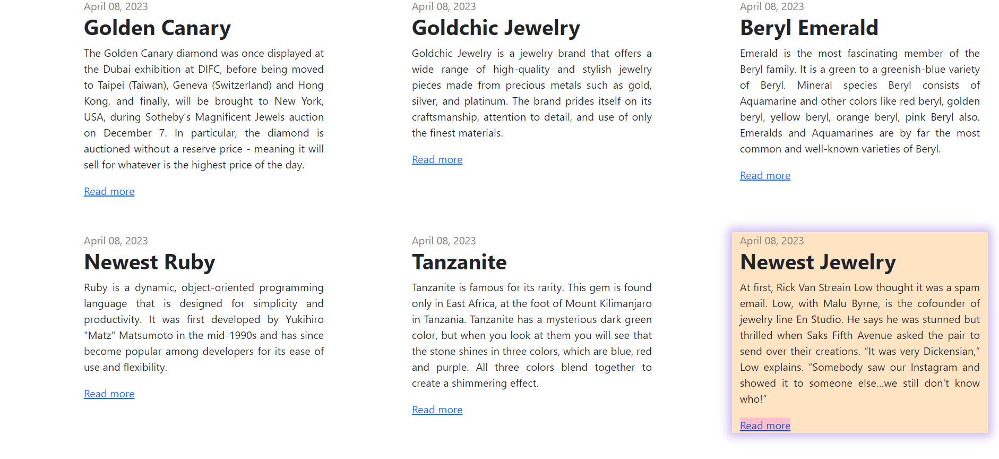 April 08, 2023
Golden Canary
The Golden Canary diamond was once displayed at
the Dubai exhibition at DIFC, before being moved
to Taipei (Taiwan), Geneva (Switzerland) and Hong
Kong, and finally, will be brought to New York,
USA, during Sotheby's Magnificent Jewels auction
on December 7. In particular, the diamond is
auctioned without a reserve price - meaning it will
sell for whatever is the highest price of the day.
Read more
April 08, 2023
Goldchic Jewelry
Goldchic Jewelry is a jewelry brand that offers a
wide range of high-quality and stylish jewelry
pieces made from precious metals such as gold,
silver, and platinum. The brand prides itself on its
craftsmanship, attention to detail, and use of only
the finest materials.
Read more
April 08, 2023
Beryl Emerald
Emerald is the most fascinating member of the
Beryl family. It is a green to a greenish-blue variety
of Beryl. Mineral species Beryl consists of
Aquamarine and other colors like red beryl, golden
beryl, yellow beryl, orange beryl, pink Beryl also.
Emeralds and Aquamarines are by far the most
common and well-known varieties of Beryl.
Read more
April 08, 2023
Newest Ruby
Ruby is a dynamic, object-oriented programming
language that is designed for simplicity and
productivity. It was first developed by Yukihiro
"Matz" Matsumoto in the mid-1990s and has since
become popular among developers for its ease of
use and flexibility.
Read more
April 08, 2023
Tanzanite
Tanzanite is famous for its rarity. This gem is found
only in East Africa, at the foot of Mount Kilimanjaro
in Tanzania. Tanzanite has a mysterious dark green
color, but when you look at them you will see that
the stone shines in three colors, which are blue, red
and purple. All three colors blend together to
create a shimmering effect.
Read more
April 08, 2023
Newest Jewelry
At first, Rick Van Streain Low thought it was a spam
email. Low, with Malu Byrne, is the cofounder of
jewelry line En Studio. He says he was stunned but
thrilled when Saks Fifth Avenue asked the pair to
send over their creations. “It was very Dickensian,”
Low explains. “Somebody saw our Instagram and
showed it to someone else…we still don't know
who!”
Read more